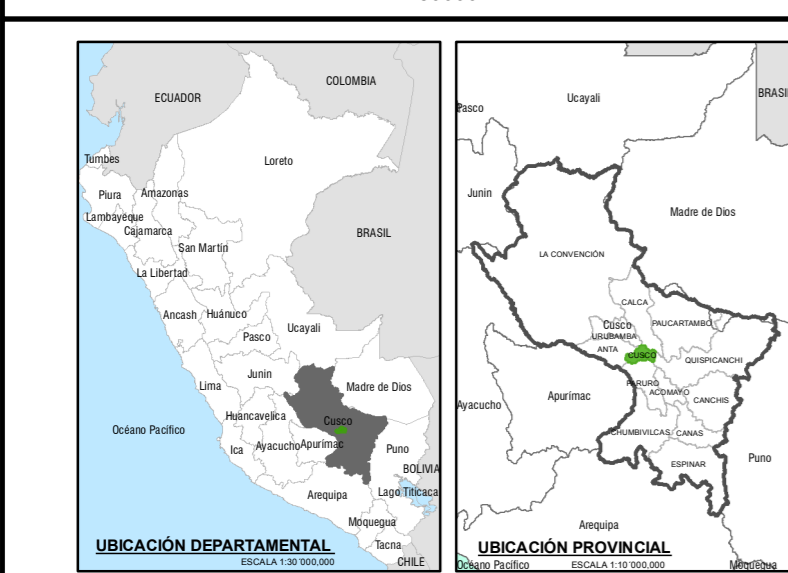 COLOMBIA
ECUADOR
Tumbes
Loreto
Piura
Amazonas
Lambayeque
Cajamarca
San Martín
BRASIL
La Libertad
Ancash
Huánuco
Ucayali
Pasco
Junin
Lima
Madre de Dios
Huancavelica
Cusco
Océano Pacífico
Ica
Ayacucho
Apurímac
Puno
BOLIVIA
Lago Titicaca
Arequipa
Moquegua
Tacna
CHILE
UBICACIÓN DEPARTAMENTAL
ESCALA 1:30´000,000
Ucayali
BRASIL
Pasco
Junin
Madre de Dios
LA CONVENCIÓN
CALCA
Cusco
PAUCARTAMBO
URUBAMBA
ANTA
CUSCO
QUISPICANCHI
PARURO
ACOMAYO
CANCHIS
Apurímac
Ayacucho
CHUMBIVILCAS
CANAS
ESPINAR
Puno
Arequipa
UBICACIÓN PROVINCIAL
Océano Pacífico
ESCALA 1:10´000,000
Moquegua